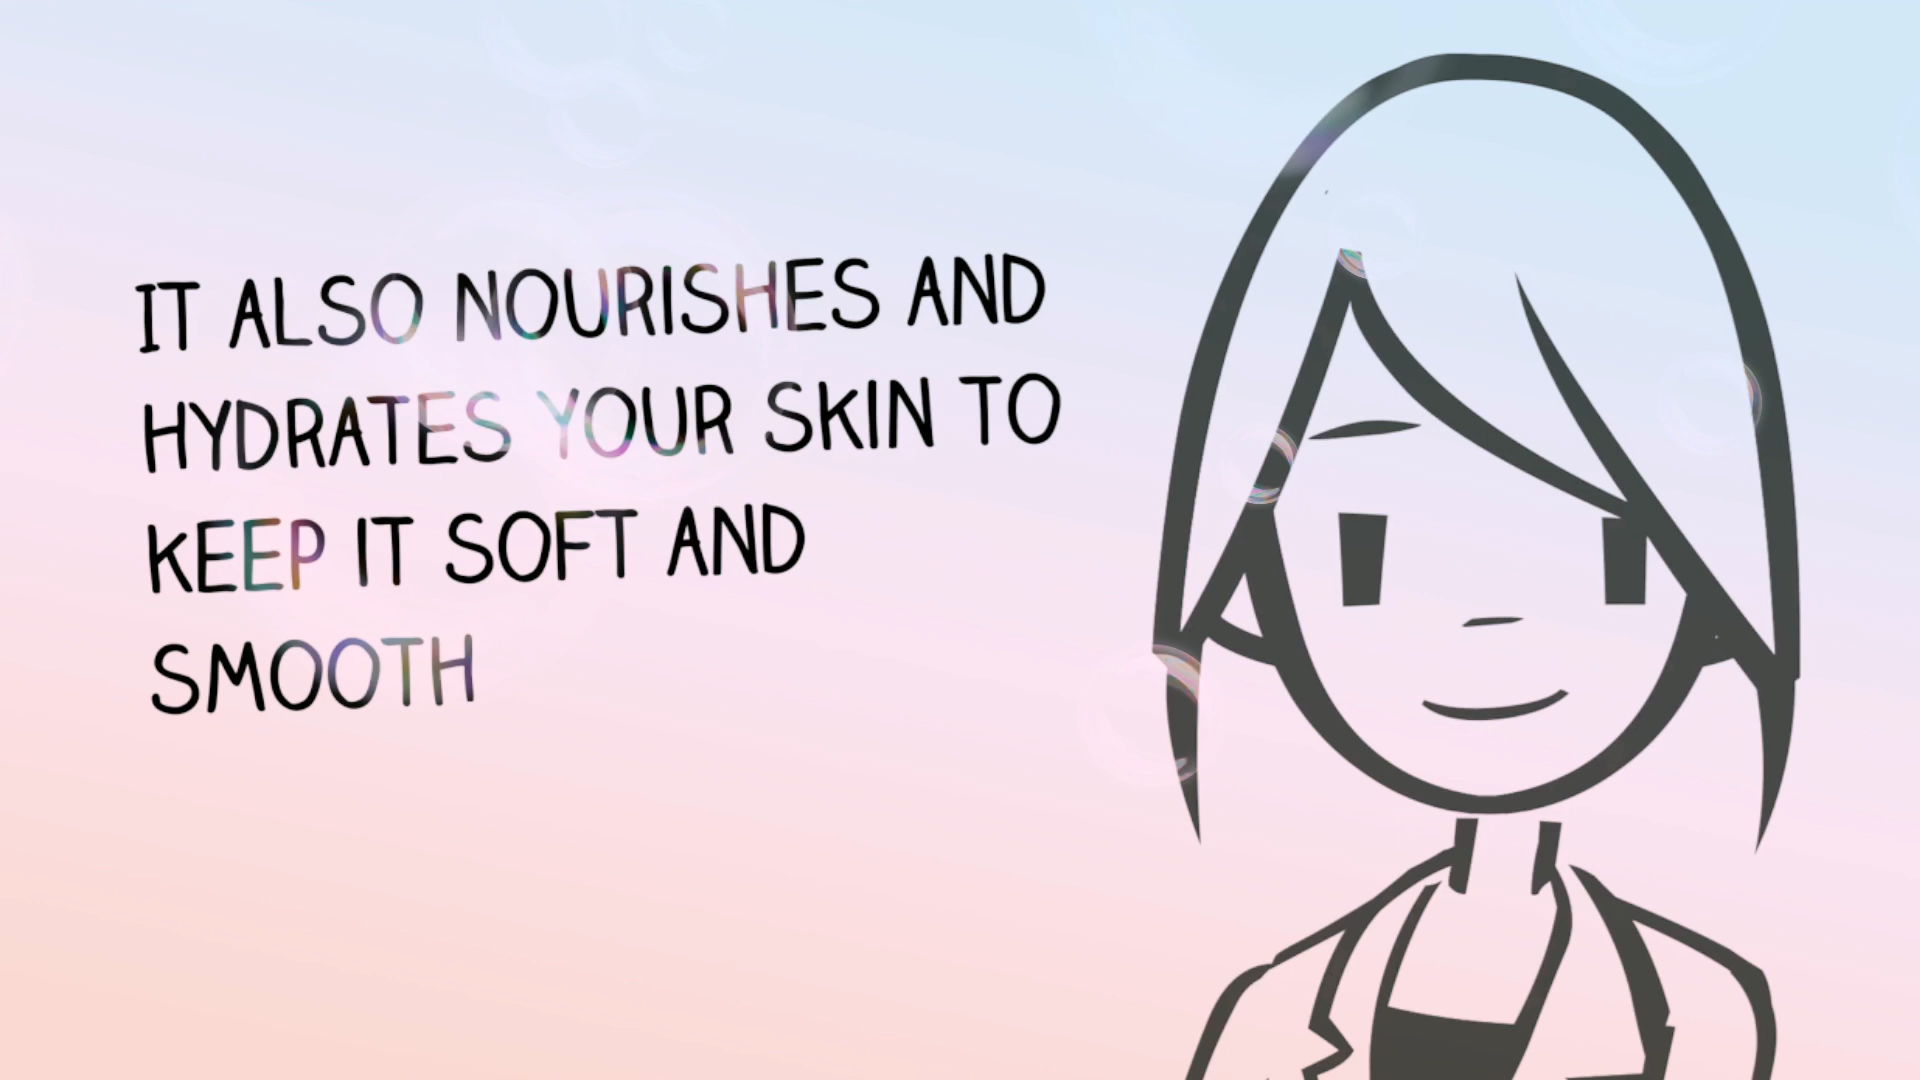 IT ALSO NOURISHES AND
HYDRATES YOUR SKIN TO
KEEP IT SOFT AND
SMOOTH